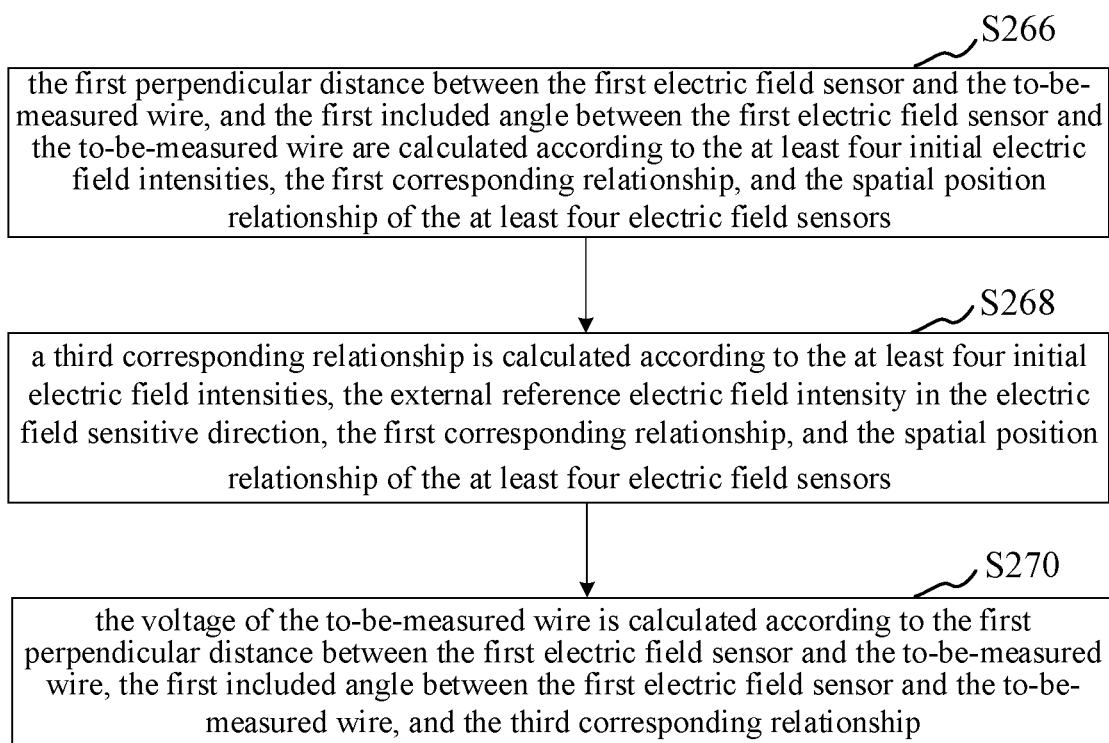 S266
the first perpendicular distance between the first electric field sensor and the to-be-
measured wire, and the first included angle between the first electric field sensor and
the to-be-measured wire are calculated according to the at least four initial electric
field intensities, the first corresponding relationship, and the spatial position
relationship of the at least four electric field sensors
S268
a third corresponding relationship is calculated according to the at least four initial
electric field intensities, the external reference electric field intensity in the electric
field sensitive direction, the first corresponding relationship, and the spatial position
relationship of the at least four electric field sensors
S270
the voltage of the to-be-measured wire is calculated according to the first
perpendicular distance between the first electric field sensor and the to-be-measured
wire, the first included angle between the first electric field sensor and the to-be-
measured wire, and the third corresponding relationship